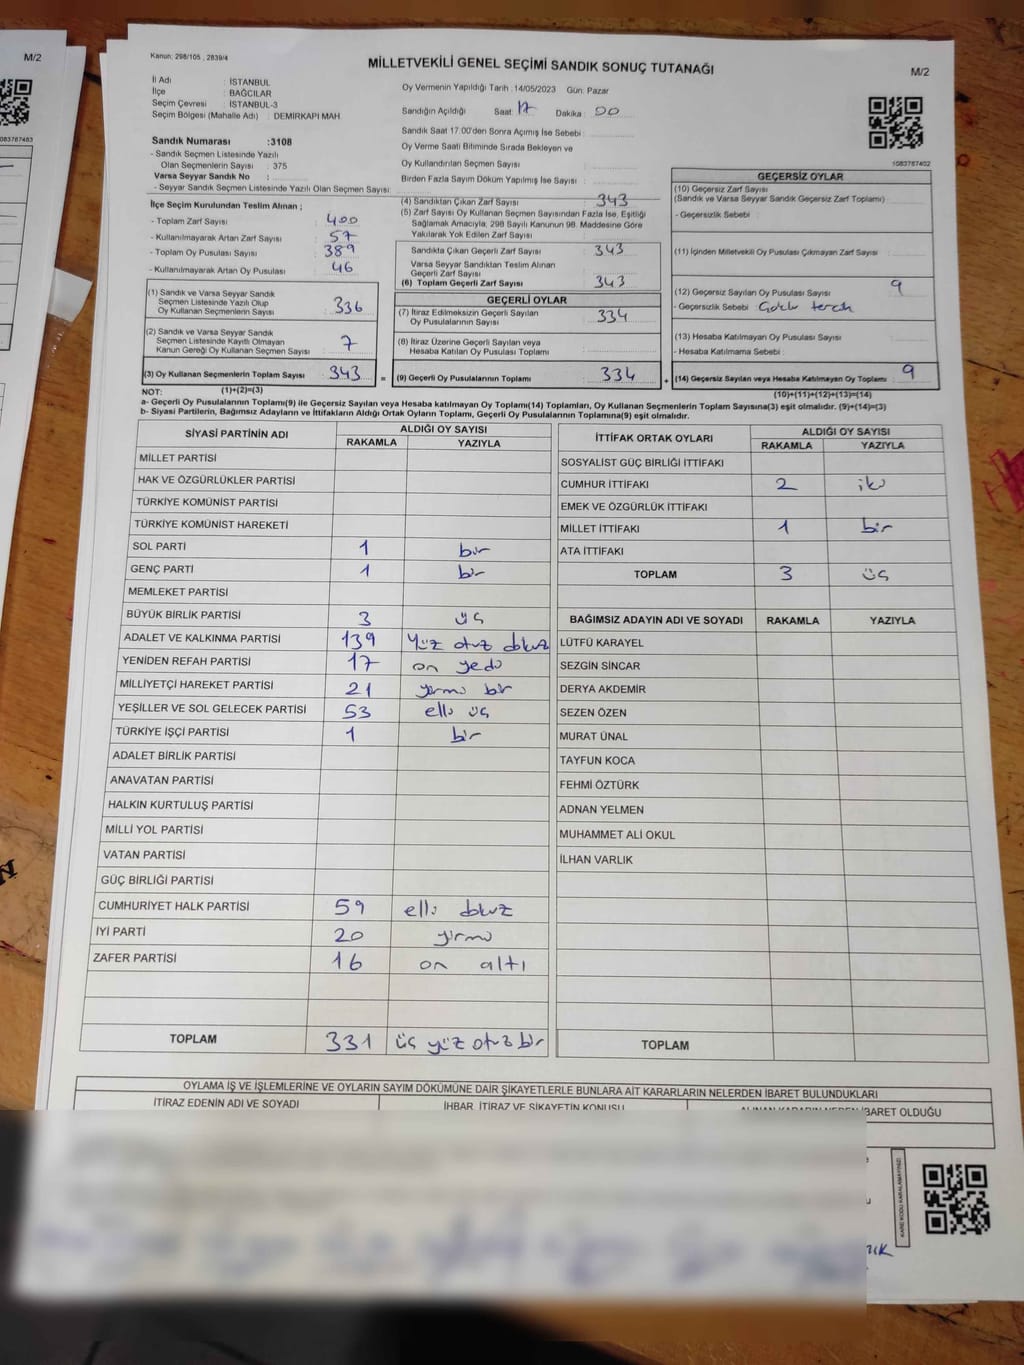 M/2
083787483
Kanun; 298/105 , 2839/4
MİLLETVEKİLİ GENEL SEÇİMİ SANDIK SONUÇ TUTANAĞI
M/2
İl Adı : İSTANBUL
İlçe : BAĞCILAR
Seçim Çevresi : İSTANBUL-3
Seçim Bölgesi (Mahalle Adı) : DEMİRKAPI MAH.
Oy Vermenin Yapıldığı Tarih : 14/05/2023 Gün: Pazar
Sandığın Açıldığı Saat: 17 Dakika : 00
Sandık Saat 17.00'den Sonra Açımış İse Sebebi :
Oy Verme Saati Bitiminde Sırada Bekleyen ve
Oy Kullandırılan Seçmen Sayısı :
Birden Fazla Sayım Döküm Yapılmış İse Sayısı :
1083787402
Sandık Numarası :3108
- Sandık Seçmen Listesinde Yazılı
Olan Seçmenlerin Sayısı : 375
Varsa Seyyar Sandık No :
- Seyyar Sandık Seçmen Listesinde Yazılı Olan Seçmen Sayısı:
İlçe Seçim Kurulundan Teslim Alınan ;
- Toplam Zarf Sayısı : 400
- Kullanılmayarak Artan Zarf Sayısı : 57
- Toplam Oy Pusulası Sayısı : 389
- Kullanılmayarak Artan Oy Pusulası : 46
(1) Sandık ve Varsa Seyyar Sandık
Seçmen Listesinde Yazılı Olup
Oy Kullanan Seçmenlerin Sayısı : 336
(2) Sandık ve Varsa Seyyar Sandık
Seçmen Listesinde Kayıtlı Olmayan
Kanun Gereği Oy Kullanan Seçmen Sayısı : 7
(3) Oy Kullanan Seçmenlerin Toplam Sayısı : 343
(1)+(2)=(3)
(4) Sandıktan Çıkan Zarf Sayısı : 343
(5) Zarf Sayısı Oy Kullanan Seçmen Sayısından Fazla İse, Eşitliği
Sağlamak Amacıyla, 298 Sayılı Kanunun 98. Maddesine Göre
Yakılarak Yok Edilen Zarf Sayısı :
Sandıkta Çıkan Geçerli Zarf Sayısı : 343
Varsa Seyyar Sandıktan Teslim Alınan
Geçerli Zarf Sayısı :
(6) Toplam Geçerli Zarf Sayısı : 343
GEÇERLİ OYLAR
(7) İtiraz Edilmeksizin Geçerli Sayılan
Oy Pusulalarının Sayısı : 334
(8) İtiraz Üzerine Geçerli Sayılan veya
Hesaba Katılan Oy Pusulası Toplamı :
= (9) Geçerli Oy Pusulalarının Toplamı : 334
GEÇERSİZ OYLAR
(10) Geçersiz Zarf Sayısı
(Sandık ve Varsa Seyyar Sandık Geçersiz Zarf Toplamı) :
- Geçersizlik Sebebi :
(11) İçinden Milletvekili Oy Pusulası Çıkmayan Zarf Sayısı :
(12) Geçersiz Sayılan Oy Pusulası Sayısı : 9
- Geçersizlik Sebebi : Çoklu tercih
(13) Hesaba Katılmayan Oy Pusulası Sayısı :
- Hesaba Katılmama Sebebi :
+ (14) Geçersiz Sayılan veya Hesaba Katılmayan Oy Toplamı : 9
(10)+(11)+(12)+(13)=(14)
NOT:
a- Geçerli Oy Pusulalarının Toplamı(9) ile Geçersiz Sayılan veya Hesaba katılmayan Oy Toplamı(14) Toplamları, Oy Kullanan Seçmenlerin Toplam Sayısına(3) eşit olmalıdır. (9)+(14)=(3)
b- Siyasi Partilerin, Bağımsız Adayların ve İttifakların Aldığı Ortak Oyların Toplamı, Geçerli Oy Pusulalarının Toplamına(9) eşit olmalıdır.
SİYASİ PARTİNİN ADI ALDIĞI OY SAYISI
RAKAMLA YAZIYLA
MİLLET PARTİSİ
HAK VE ÖZGÜRLÜKLER PARTİSİ
TÜRKİYE KOMÜNİST PARTİSİ
TÜRKİYE KOMÜNİST HAREKETİ
SOL PARTİ 1 bir
GENÇ PARTİ 1 bir
MEMLEKET PARTİSİ
BÜYÜK BİRLİK PARTİSİ 3 üç
ADALET VE KALKINMA PARTİSİ 139 Yüz otuz dokuz
YENİDEN REFAH PARTİSİ 17 on yedi
MİLLİYETÇİ HAREKET PARTİSİ 21 yirmi bir
YEŞİLLER VE SOL GELECEK PARTİSİ 53 elli üç
TÜRKİYE İŞÇİ PARTİSİ 1 bir
ADALET BİRLİK PARTİSİ
ANAVATAN PARTİSİ
HALKIN KURTULUŞ PARTİSİ
MİLLİ YOL PARTİSİ
VATAN PARTİSİ
GÜÇ BİRLİĞİ PARTİSİ
CUMHURİYET HALK PARTİSİ 59 elli dokuz
İYİ PARTİ 20 yirmi
ZAFER PARTİSİ 16 on altı
TOPLAM 331 üç yüz otuz bir
İTTİFAK ORTAK OYLARI ALDIĞI OY SAYISI
RAKAMLA YAZIYLA
SOSYALİST GÜÇ BİRLİĞİ İTTİFAKI
CUMHUR İTTİFAKI 2 iki
EMEK VE ÖZGÜRLÜK İTTİFAKI
MİLLET İTTİFAKI 1 bir
ATA İTTİFAKI
TOPLAM 3 üç
BAĞIMSIZ ADAYIN ADI VE SOYADI RAKAMLA YAZIYLA
LÜTFÜ KARAYEL
SEZGİN SİNCAR
DERYA AKDEMİR
SEZEN ÖZEN
MURAT ÜNAL
TAYFUN KOCA
FEHMİ ÖZTÜRK
ADNAN YELMEN
MUHAMMET ALİ OKUL
İLHAN VARLIK
TOPLAM
OYLAMA İŞ VE İŞLEMLERİNE VE OYLARIN SAYIM DÖKÜMÜNE DAİR ŞİKAYETLERLE BUNLARA AİT KARARLARIN NELERDEN İBARET BULUNDUKLARI
İTİRAZ EDENİN ADI VE SOYADI İHBAR, İTİRAZ VE ŞİKAYETİN KONUSU ALINAN KARARIN NEDEN İBARET OLDUĞU
KARE KODU KARALAMAYINIZ!